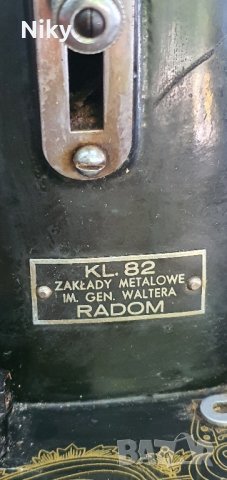 Niky
KL. 82
ZAKŁADY METALOWE
IM. GEN. WALTERA
RADOM